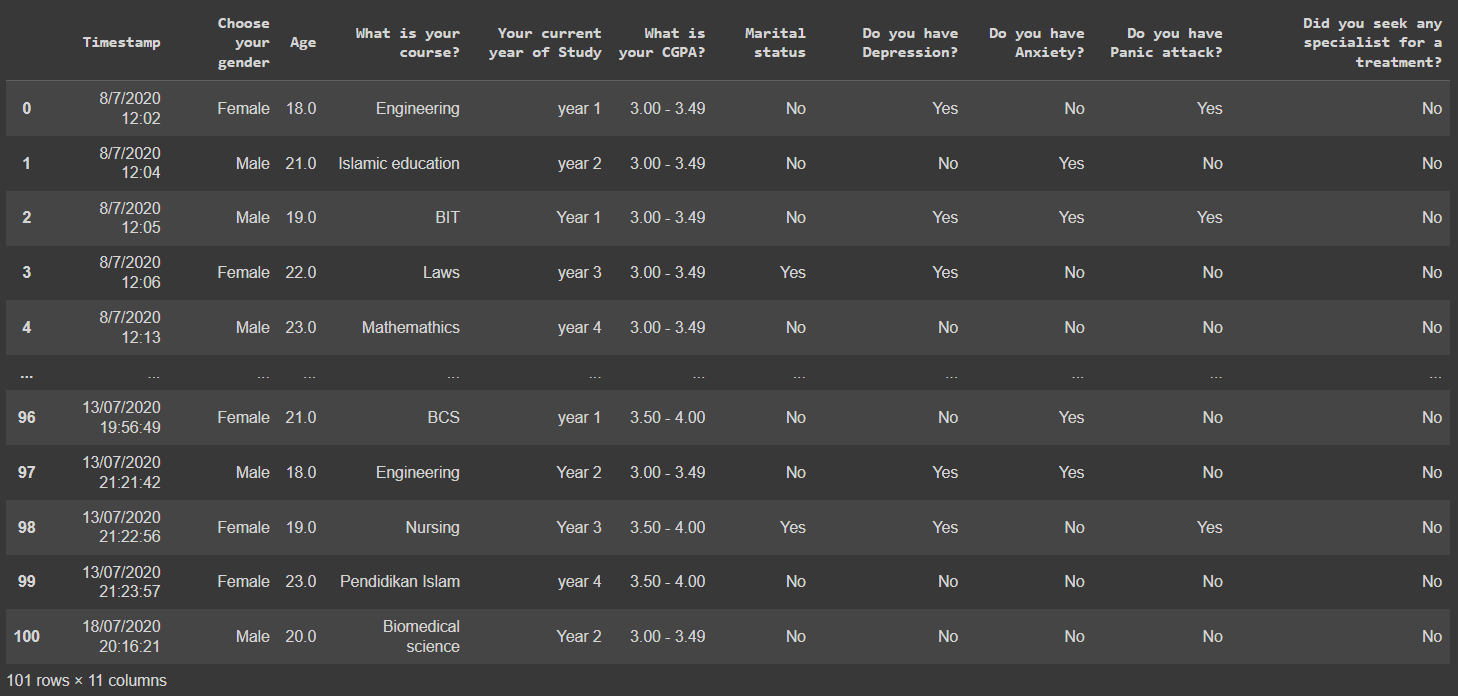 Timestamp Choose your gender Age What is your course? Your current year of Study What is your CGPA? Marital status Do you have Depression? Do you have Anxiety? Do you have Panic attack? Did you seek any specialist for a treatment?
0 8/7/2020 12:02 Female 18.0 Engineering year 1 3.00 - 3.49 No Yes No Yes No
1 8/7/2020 12:04 Male 21.0 Islamic education year 2 3.00 - 3.49 No No Yes No No
2 8/7/2020 12:05 Male 19.0 BIT Year 1 3.00 - 3.49 No Yes Yes Yes No
3 8/7/2020 12:06 Female 22.0 Laws year 3 3.00 - 3.49 Yes Yes No No No
4 8/7/2020 12:13 Male 23.0 Mathemathics year 4 3.00 - 3.49 No No No No No
... ... ... ... ... ... ... ... ... ... ... ...
96 13/07/2020 19:56:49 Female 21.0 BCS year 1 3.50 - 4.00 No No Yes No No
97 13/07/2020 21:21:42 Male 18.0 Engineering Year 2 3.00 - 3.49 No Yes Yes No No
98 13/07/2020 21:22:56 Female 19.0 Nursing Year 3 3.50 - 4.00 Yes Yes No Yes No
99 13/07/2020 21:23:57 Female 23.0 Pendidikan Islam year 4 3.50 - 4.00 No No No No No
100 18/07/2020 20:16:21 Male 20.0 Biomedical science Year 2 3.00 - 3.49 No No No No No
101 rows × 11 columns